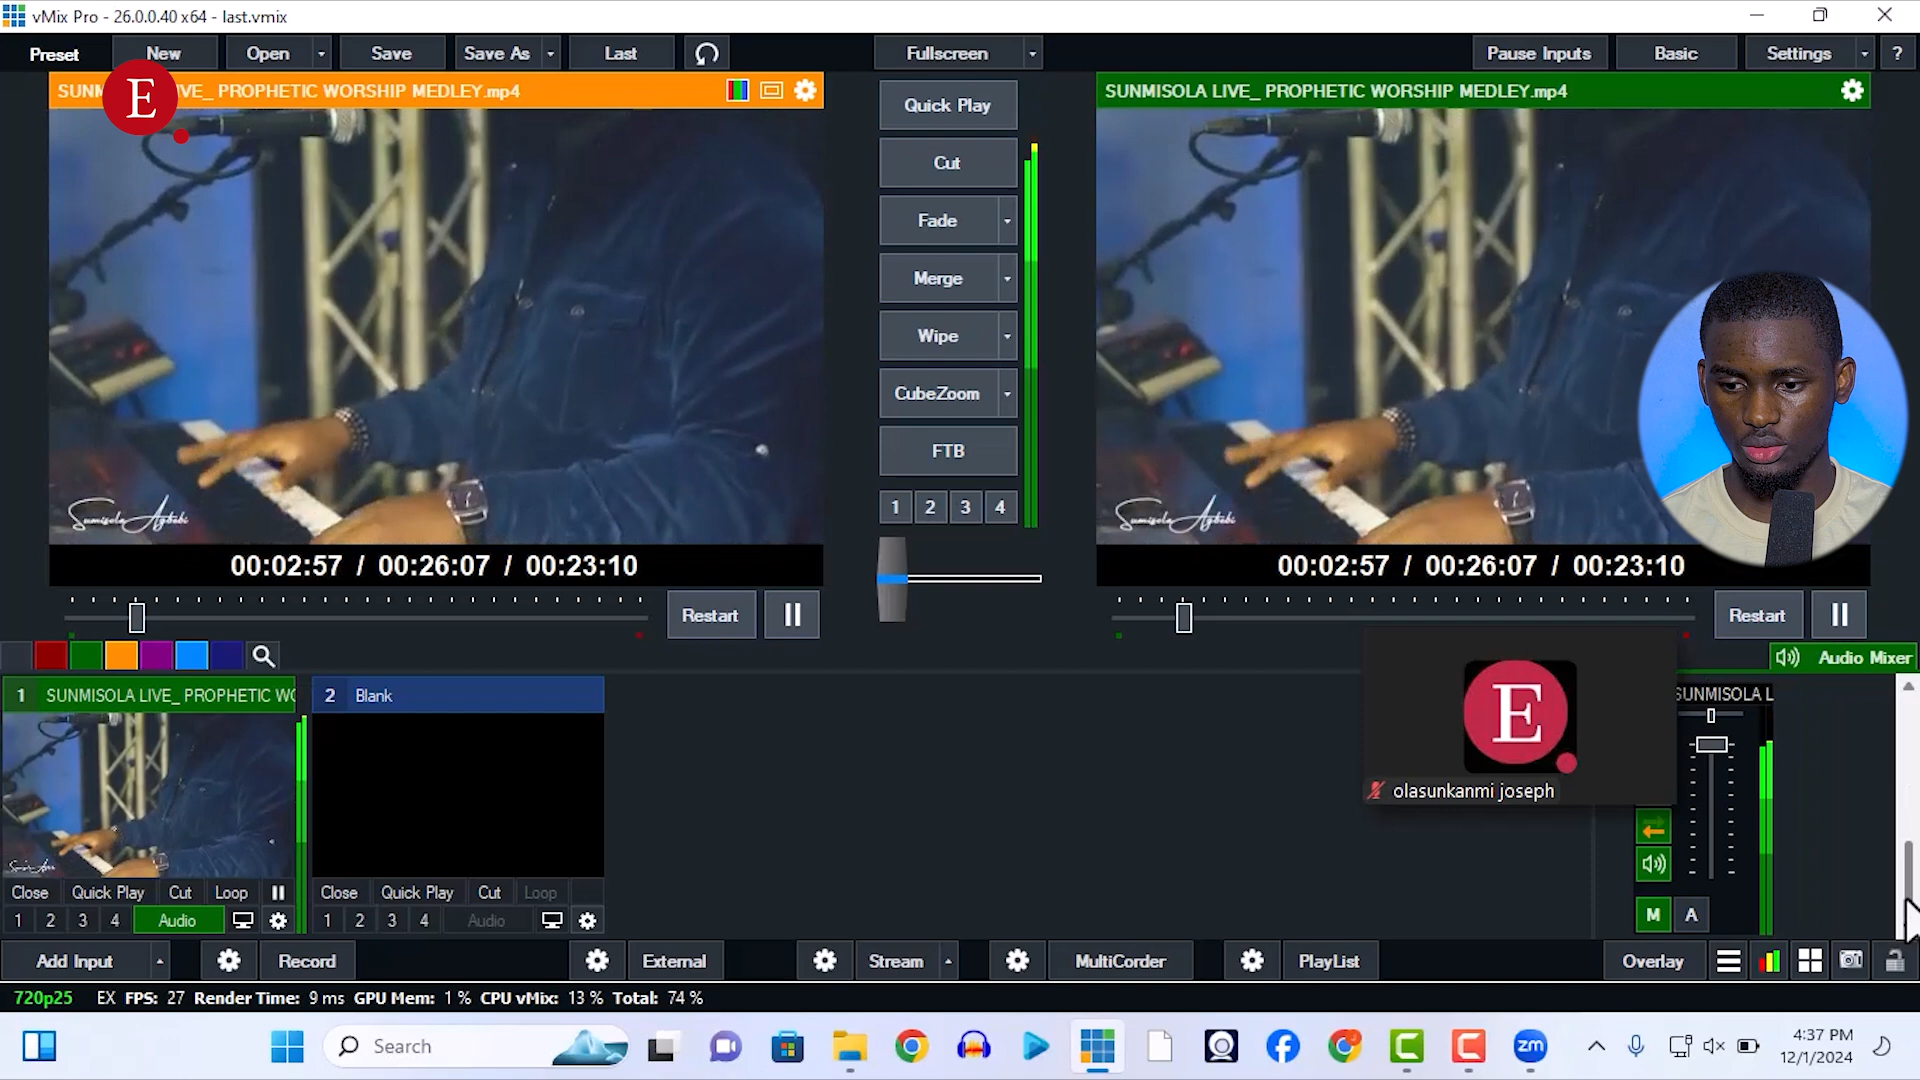 vMix Pro - 26.0.0.40 x64 - last.vmix
Preset New Open Save Save As Last Fullscreen Pause Inputs Basic Settings ?
SUNM VE_ PROPHETIC WORSHIP MEDLEY.mp4
E
SUNMISOLA LIVE_ PROPHETIC WORSHIP MEDLEY.mp4
Quick Play
Cut
Fade
Merge
Wipe
CubeZoom
FTB
1 2 3 4
Sumisola Agbebi
Sumisola Agbebi
00:02:57 / 00:26:07 / 00:23:10
00:02:57 / 00:26:07 / 00:23:10
Restart
Restart
Audio Mixer
1 SUNMISOLA LIVE_ PROPHETIC WO
2 Blank
SUNMISOLA L
E
olasunkanmi joseph
Close Quick Play Cut Loop
Close Quick Play Cut Loop
1 2 3 4 Audio
1 2 3 4 Audio
M A
Add Input Record External Stream MultiCorder PlayList Overlay
720p25 EX FPS: 27 Render Time: 9 ms GPU Mem: 1 % CPU vMix: 13 % Total: 74 %
Search
zm
4:37 PM
12/1/2024